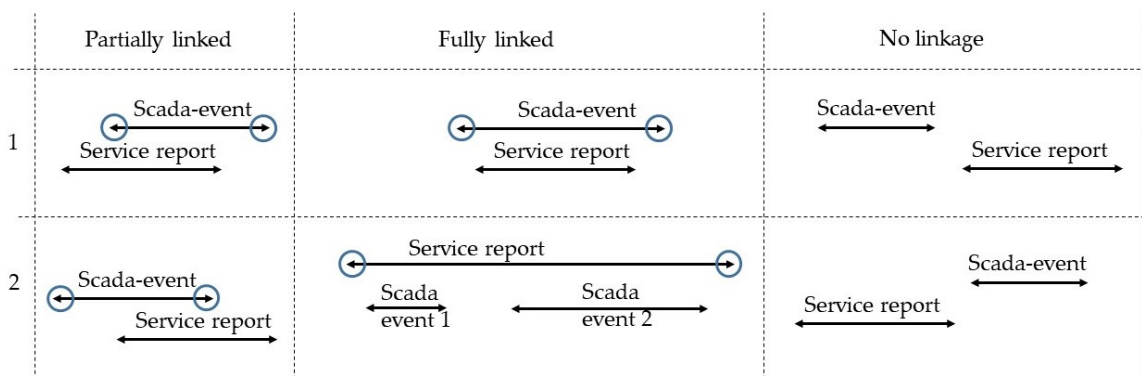 Partially linked
Fully linked
No linkage
1
Scada-event
Service report
Scada-event
Service report
Scada-event
Service report
2
Scada-event
Service report
Service report
Scada
event 1
Scada
event 2
Scada-event
Service report